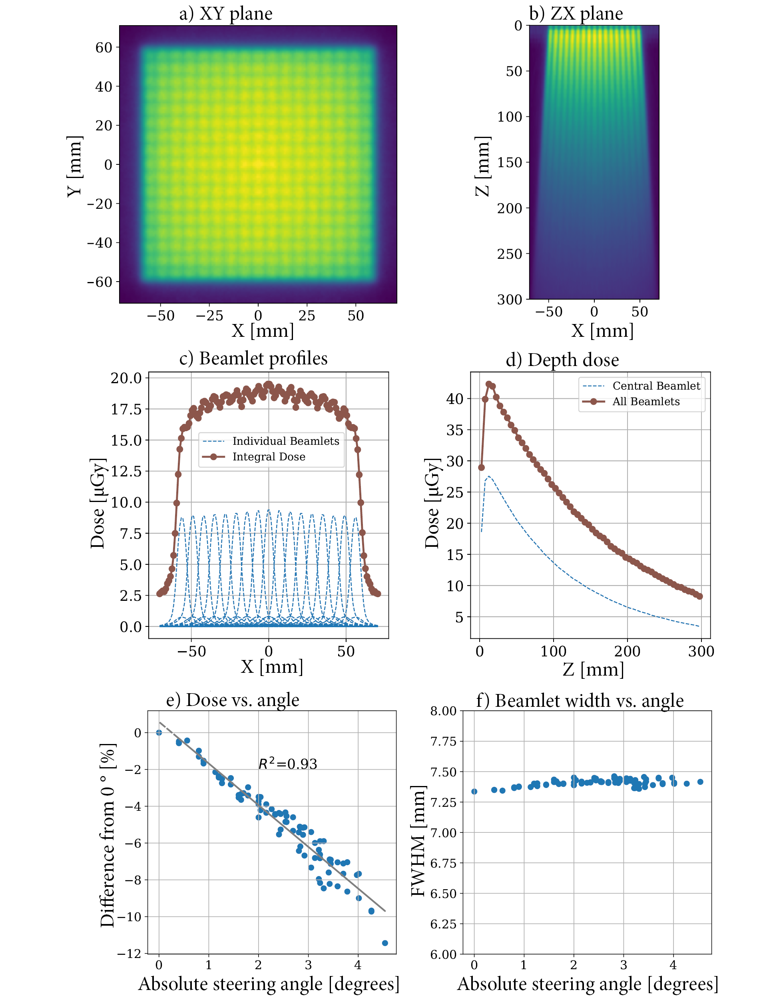 a) XY plane
60
40
20
0
−20
−40
−60
Y [mm]
−50 −25 0 25 50
X [mm]
b) ZX plane
0
50
100
150
200
250
300
Z [mm]
−50 0 50
X [mm]
c) Beamlet profiles
20.0
17.5
15.0
12.5
10.0
7.5
5.0
2.5
0.0
Dose [μGy]
Individual Beamlets
Integral Dose
−50 0 50
X [mm]
d) Depth dose
40
35
30
25
20
15
10
5
Dose [μGy]
Central Beamlet
All Beamlets
0 100 200 300
Z [mm]
e) Dose vs. angle
0
−2
−4
−6
−8
−10
−12
Difference from 0 ° [%]
R²=0.93
0 1 2 3 4
Absolute steering angle [degrees]
f) Beamlet width vs. angle
8.00
7.75
7.50
7.25
7.00
6.75
6.50
6.25
6.00
FWHM [mm]
0 1 2 3 4
Absolute steering angle [degrees]